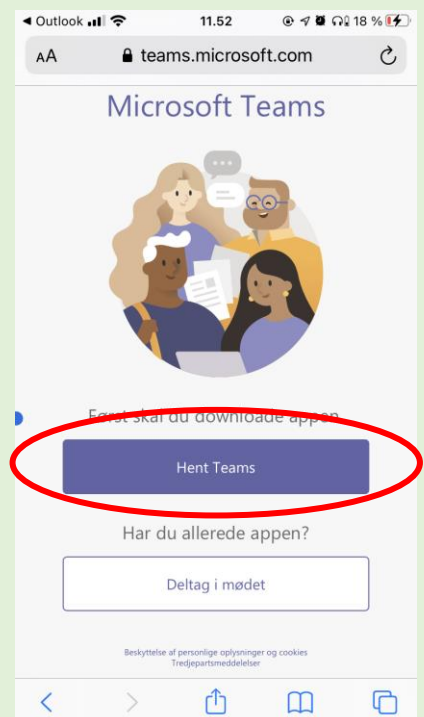 Outlook 11.52 18 %
AA teams.microsoft.com
Microsoft Teams
Først skal du downloade appen
Hent Teams
Har du allerede appen?
Deltag i mødet
Beskyttelse af personlige oplysninger og cookies
Tredjepartsmeddelelser